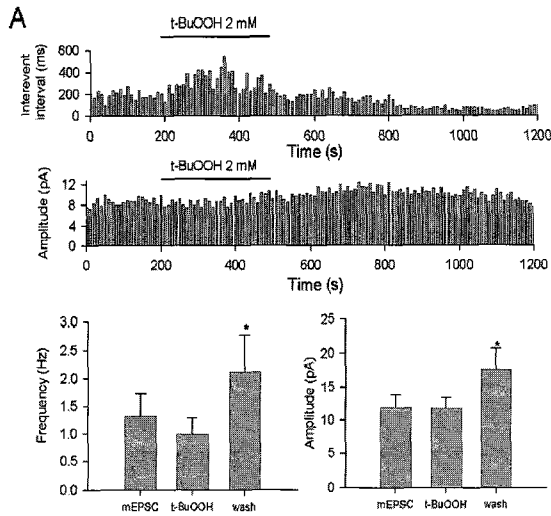 A
t-BuOOH 2 mM
Interevent
interval (ms)
600
400
200
0
0 200 400 600 800 1000 1200
Time (s)
t-BuOOH 2 mM
Amplitude (pA)
12
8
4
0
0 200 400 600 800 1000 1200
Time (s)
Frequency (Hz)
3.0
2.5
2.0
1.5
1.0
0.5
0.0
*
mEPSC t-BuOOH wash
Amplitude (pA)
25
20
15
10
5
0
*
mEPSC t-BuOOH wash